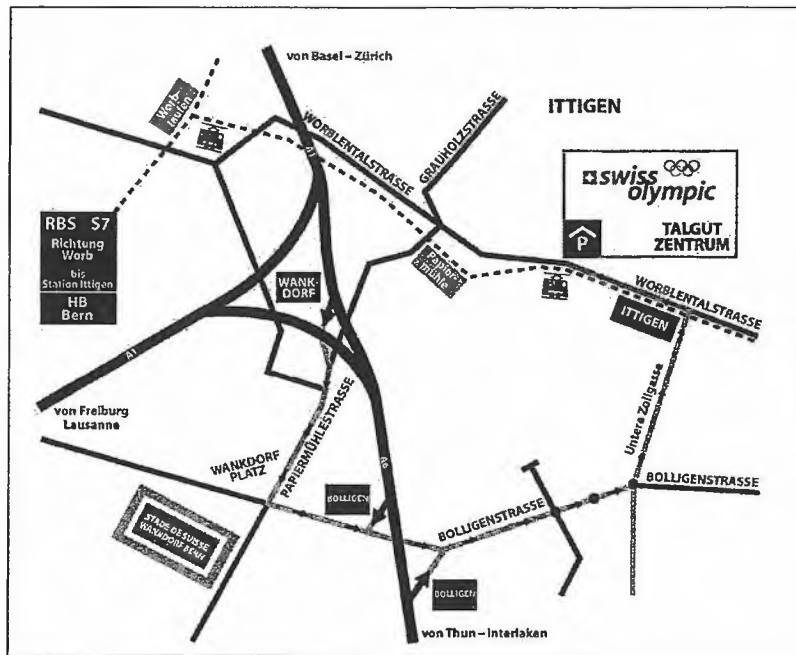 von Basel – Zürich
ITTIGEN
Worb-
laufen
A1
WORBLENTALSTRASSE
GRAUHOLZSTRASSE
swiss
olympic
P
TALGUT
ZENTRUM
RBS S7
Richtung
Worb
bis
Station Ittigen
HB
Bern
WANK-
DORF
Papier-
mühle
ITTIGEN
WORBLENTALSTRASSE
A1
von Freiburg
Lausanne
PAPIERMÜHLESTRASSE
A6
Untere Zollgasse
WANKDORF
PLATZ
BOLLIGEN
BOLLIGENSTRASSE
BOLLIGENSTRASSE
STADE DE SUISSE
WANKDORF BERN
BOLLIGEN
von Thun – Interlaken